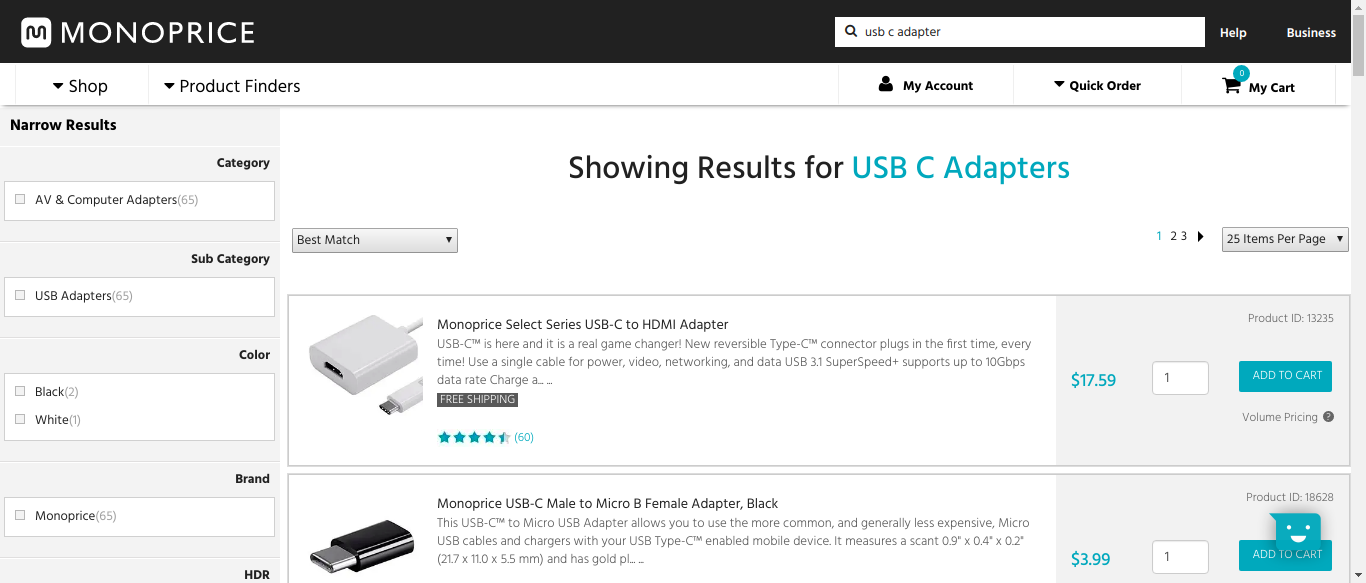 MONOPRICE
usb c adapter
Help
Business
Shop
Product Finders
My Account
Quick Order
0
My Cart
Narrow Results
Category
AV & Computer Adapters(65)
Sub Category
USB Adapters(65)
Color
Black(2)
White(1)
Brand
Monoprice(65)
HDR
Showing Results for USB C Adapters
Best Match
1 2 3
25 Items Per Page
Monoprice Select Series USB-C to HDMI Adapter
USB-C™ is here and it is a real game changer! New reversible Type-C™ connector plugs in the first time, every
time! Use a single cable for power, video, networking, and data USB 3.1 SuperSpeed+ supports up to 10Gbps
data rate Charge a... ...
FREE SHIPPING
(60)
Product ID: 13235
$17.59
1
ADD TO CART
Volume Pricing ?
Monoprice USB-C Male to Micro B Female Adapter, Black
This USB-C™ to Micro USB Adapter allows you to use the more common, and generally less expensive, Micro
USB cables and chargers with your USB Type-C™ enabled mobile device. It measures a scant 0.9" x 0.4" x 0.2"
(21.7 x 11.0 x 5.5 mm) and has gold pl... ...
Product ID: 18628
$3.99
1
ADD TO CART